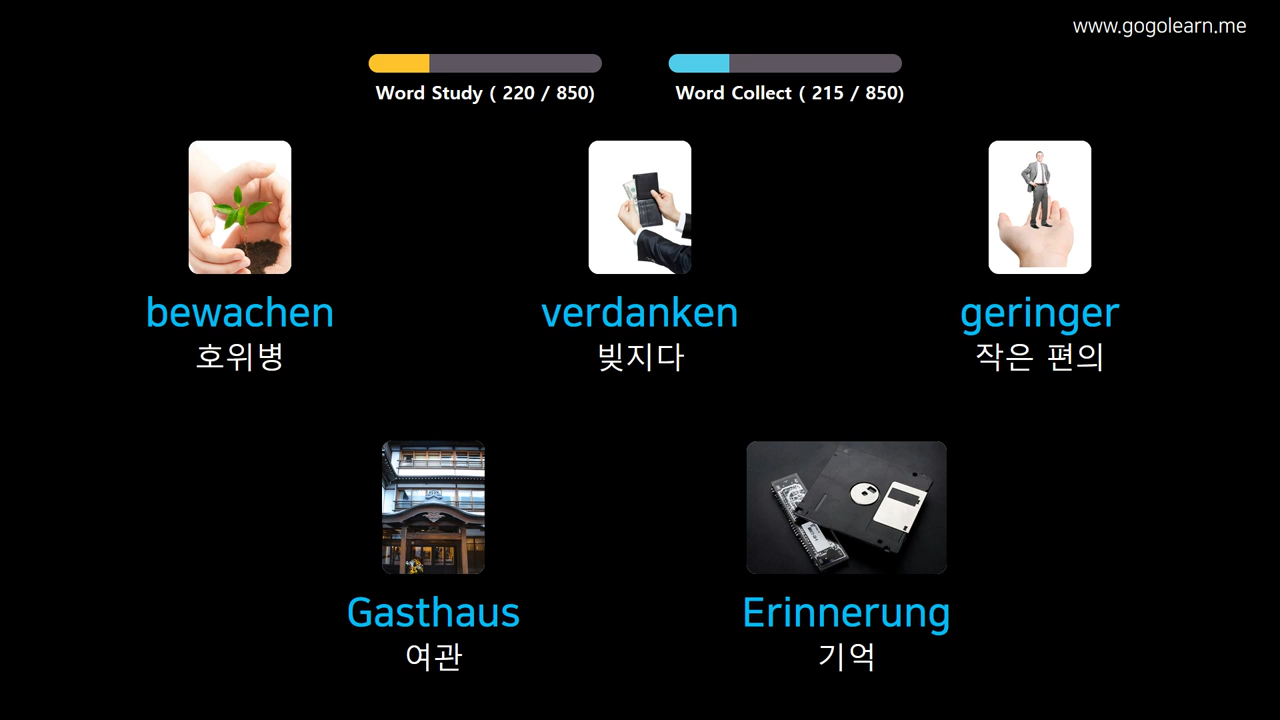 www.gogolearn.me
Word Study ( 220 / 850)
Word Collect ( 215 / 850)
bewachen
호위병
verdanken
빚지다
geringer
작은 편의
Gasthaus
여관
Erinnerung
기억